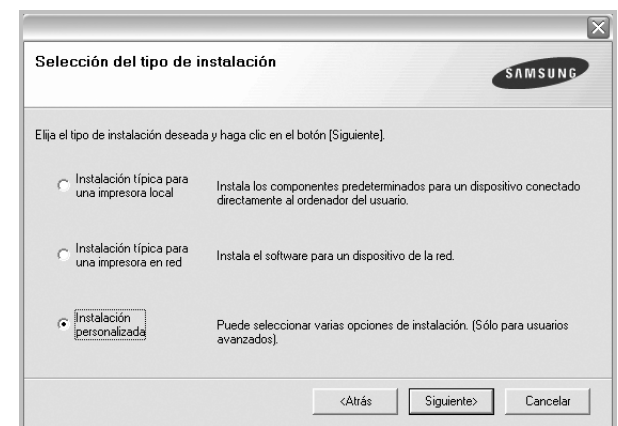 Selección del tipo de instalación
SAMSUNG
Elija el tipo de instalación deseada y haga clic en el botón [Siguiente].
Instalación típica para
una impresora local
Instala los componentes predeterminados para un dispositivo conectado
directamente al ordenador del usuario.
Instalación típica para
una impresora en red
Instala el software para un dispositivo de la red.
Instalación
personalizada
Puede seleccionar varias opciones de instalación. (Sólo para usuarios
avanzados).
<Atrás
Siguiente>
Cancelar